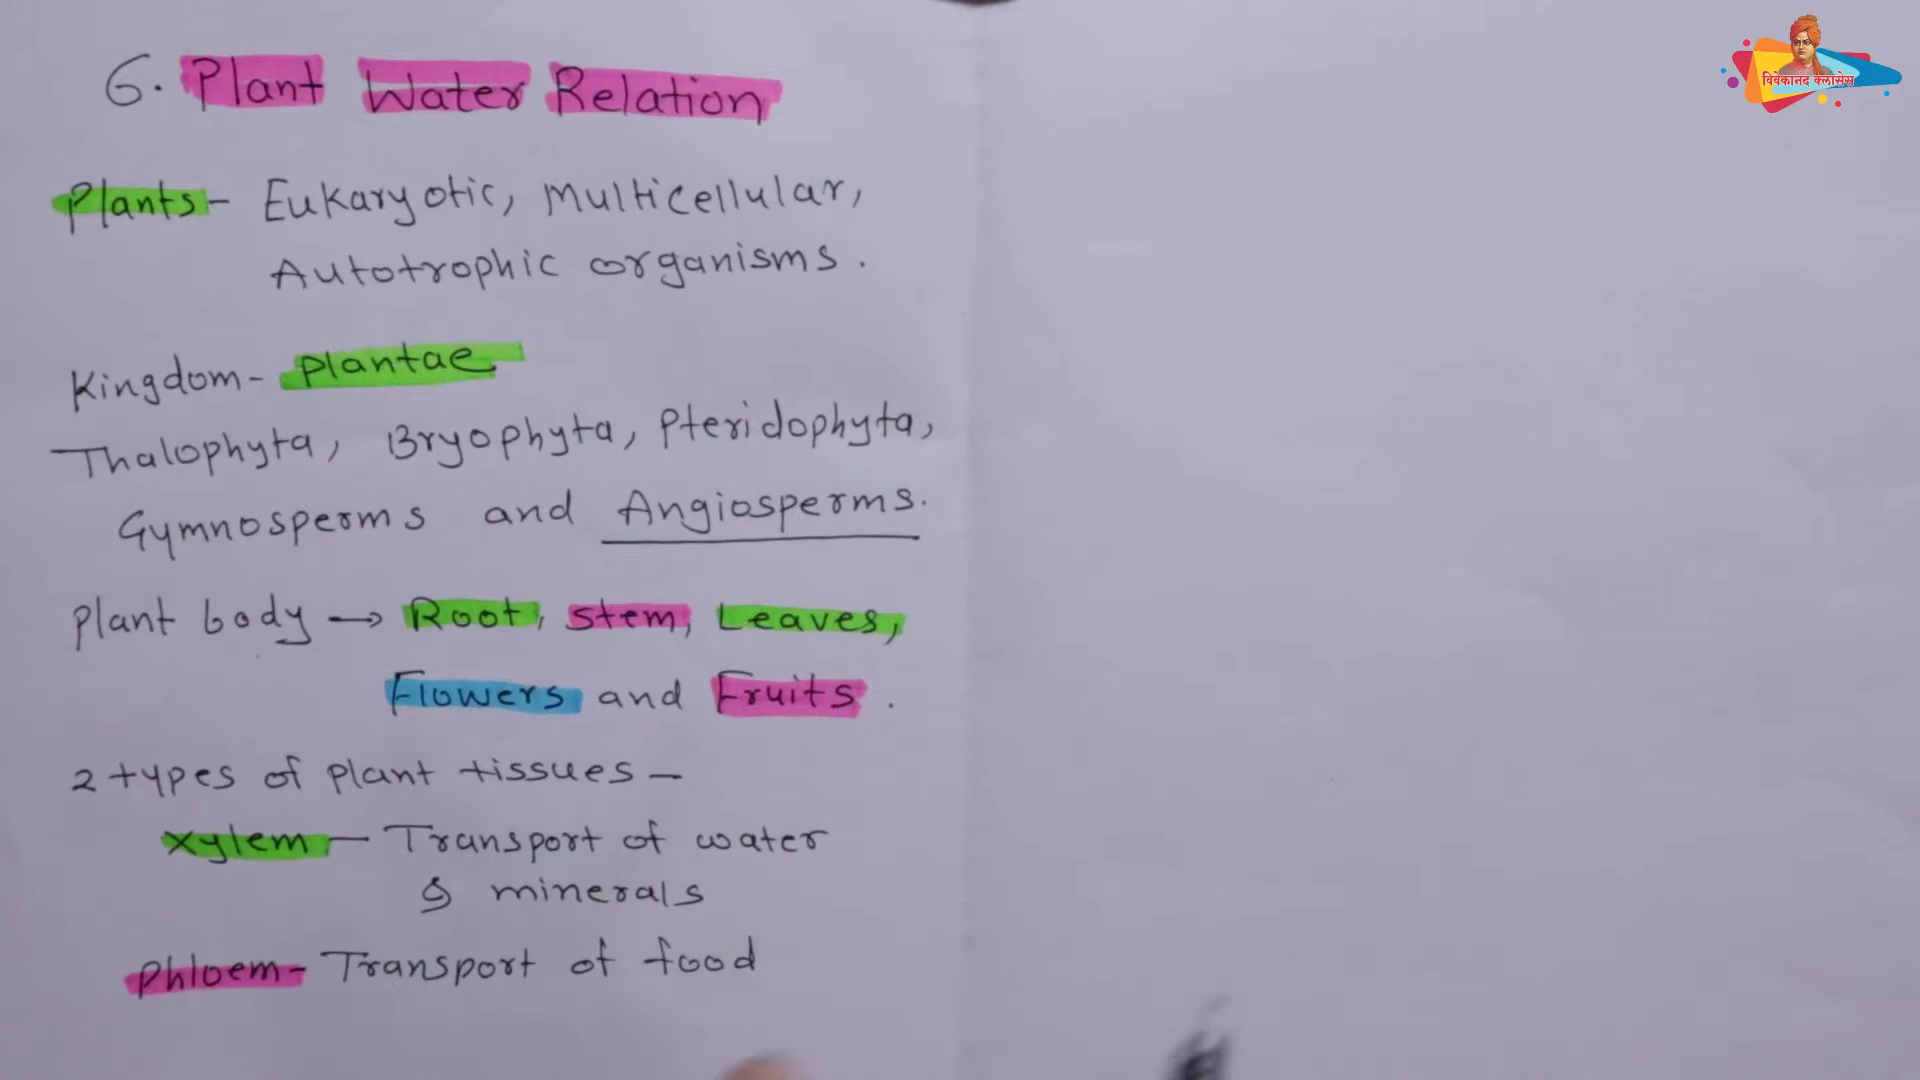 6. Plant Water Relation
Plants- Eukaryotic, Multicellular,
Autotrophic organisms.
Kingdom- Plantae
Thalophyta, Bryophyta, Pteridophyta,
Gymnosperms and Angiosperms.
Plant body → Root, Stem, Leaves,
Flowers and Fruits.
2 types of plant tissues -
Xylem - Transport of water
& minerals
Phloem- Transport of food
विवेकानंद क्लासेस